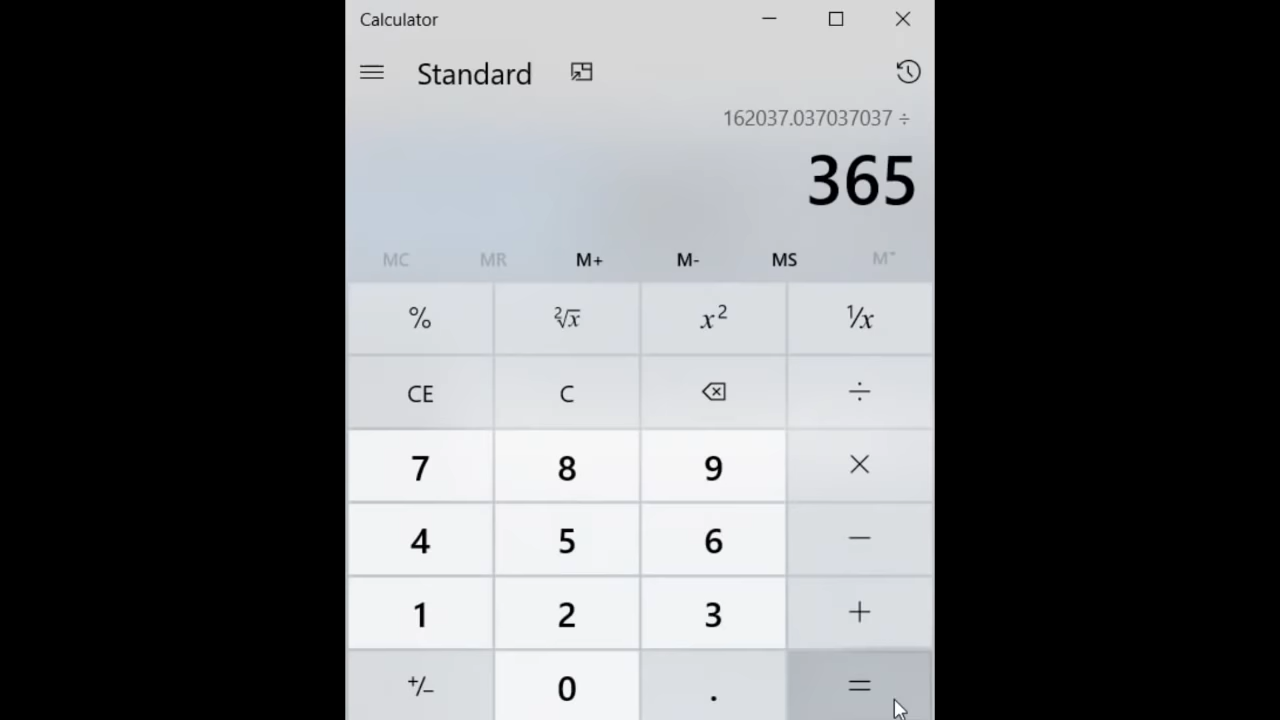 Calculator
Standard
162037.037037037 ÷
365
MC MR M+ M- MS M˅
% ²√x x² ¹⁄x
CE C ÷
7 8 9 ×
4 5 6 −
1 2 3 +
+/− 0 . =